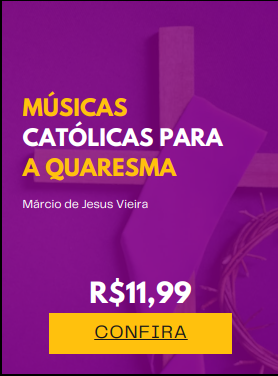 MÚSICAS
CATÓLICAS PARA
A QUARESMA
Márcio de Jesus Vieira
R$11,99
CONFIRA